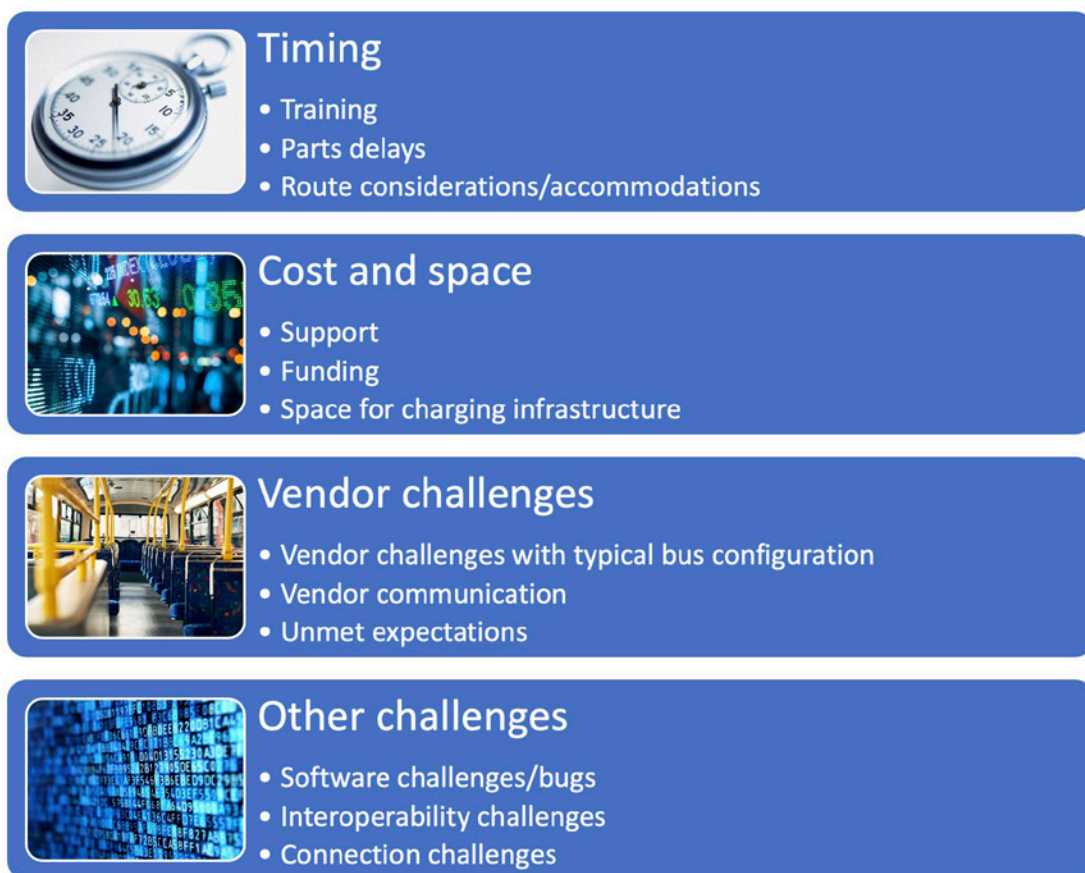 Timing
• Training
• Parts delays
• Route considerations/accommodations
Cost and space
• Support
• Funding
• Space for charging infrastructure
Vendor challenges
• Vendor challenges with typical bus configuration
• Vendor communication
• Unmet expectations
Other challenges
• Software challenges/bugs
• Interoperability challenges
• Connection challenges